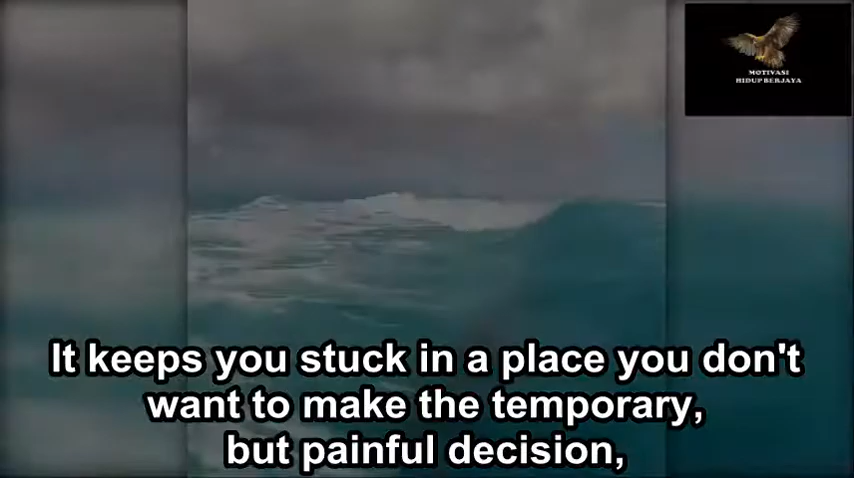 MOTIVASI
HIDUP BERJAYA
It keeps you stuck in a place you don't
want to make the temporary,
but painful decision,